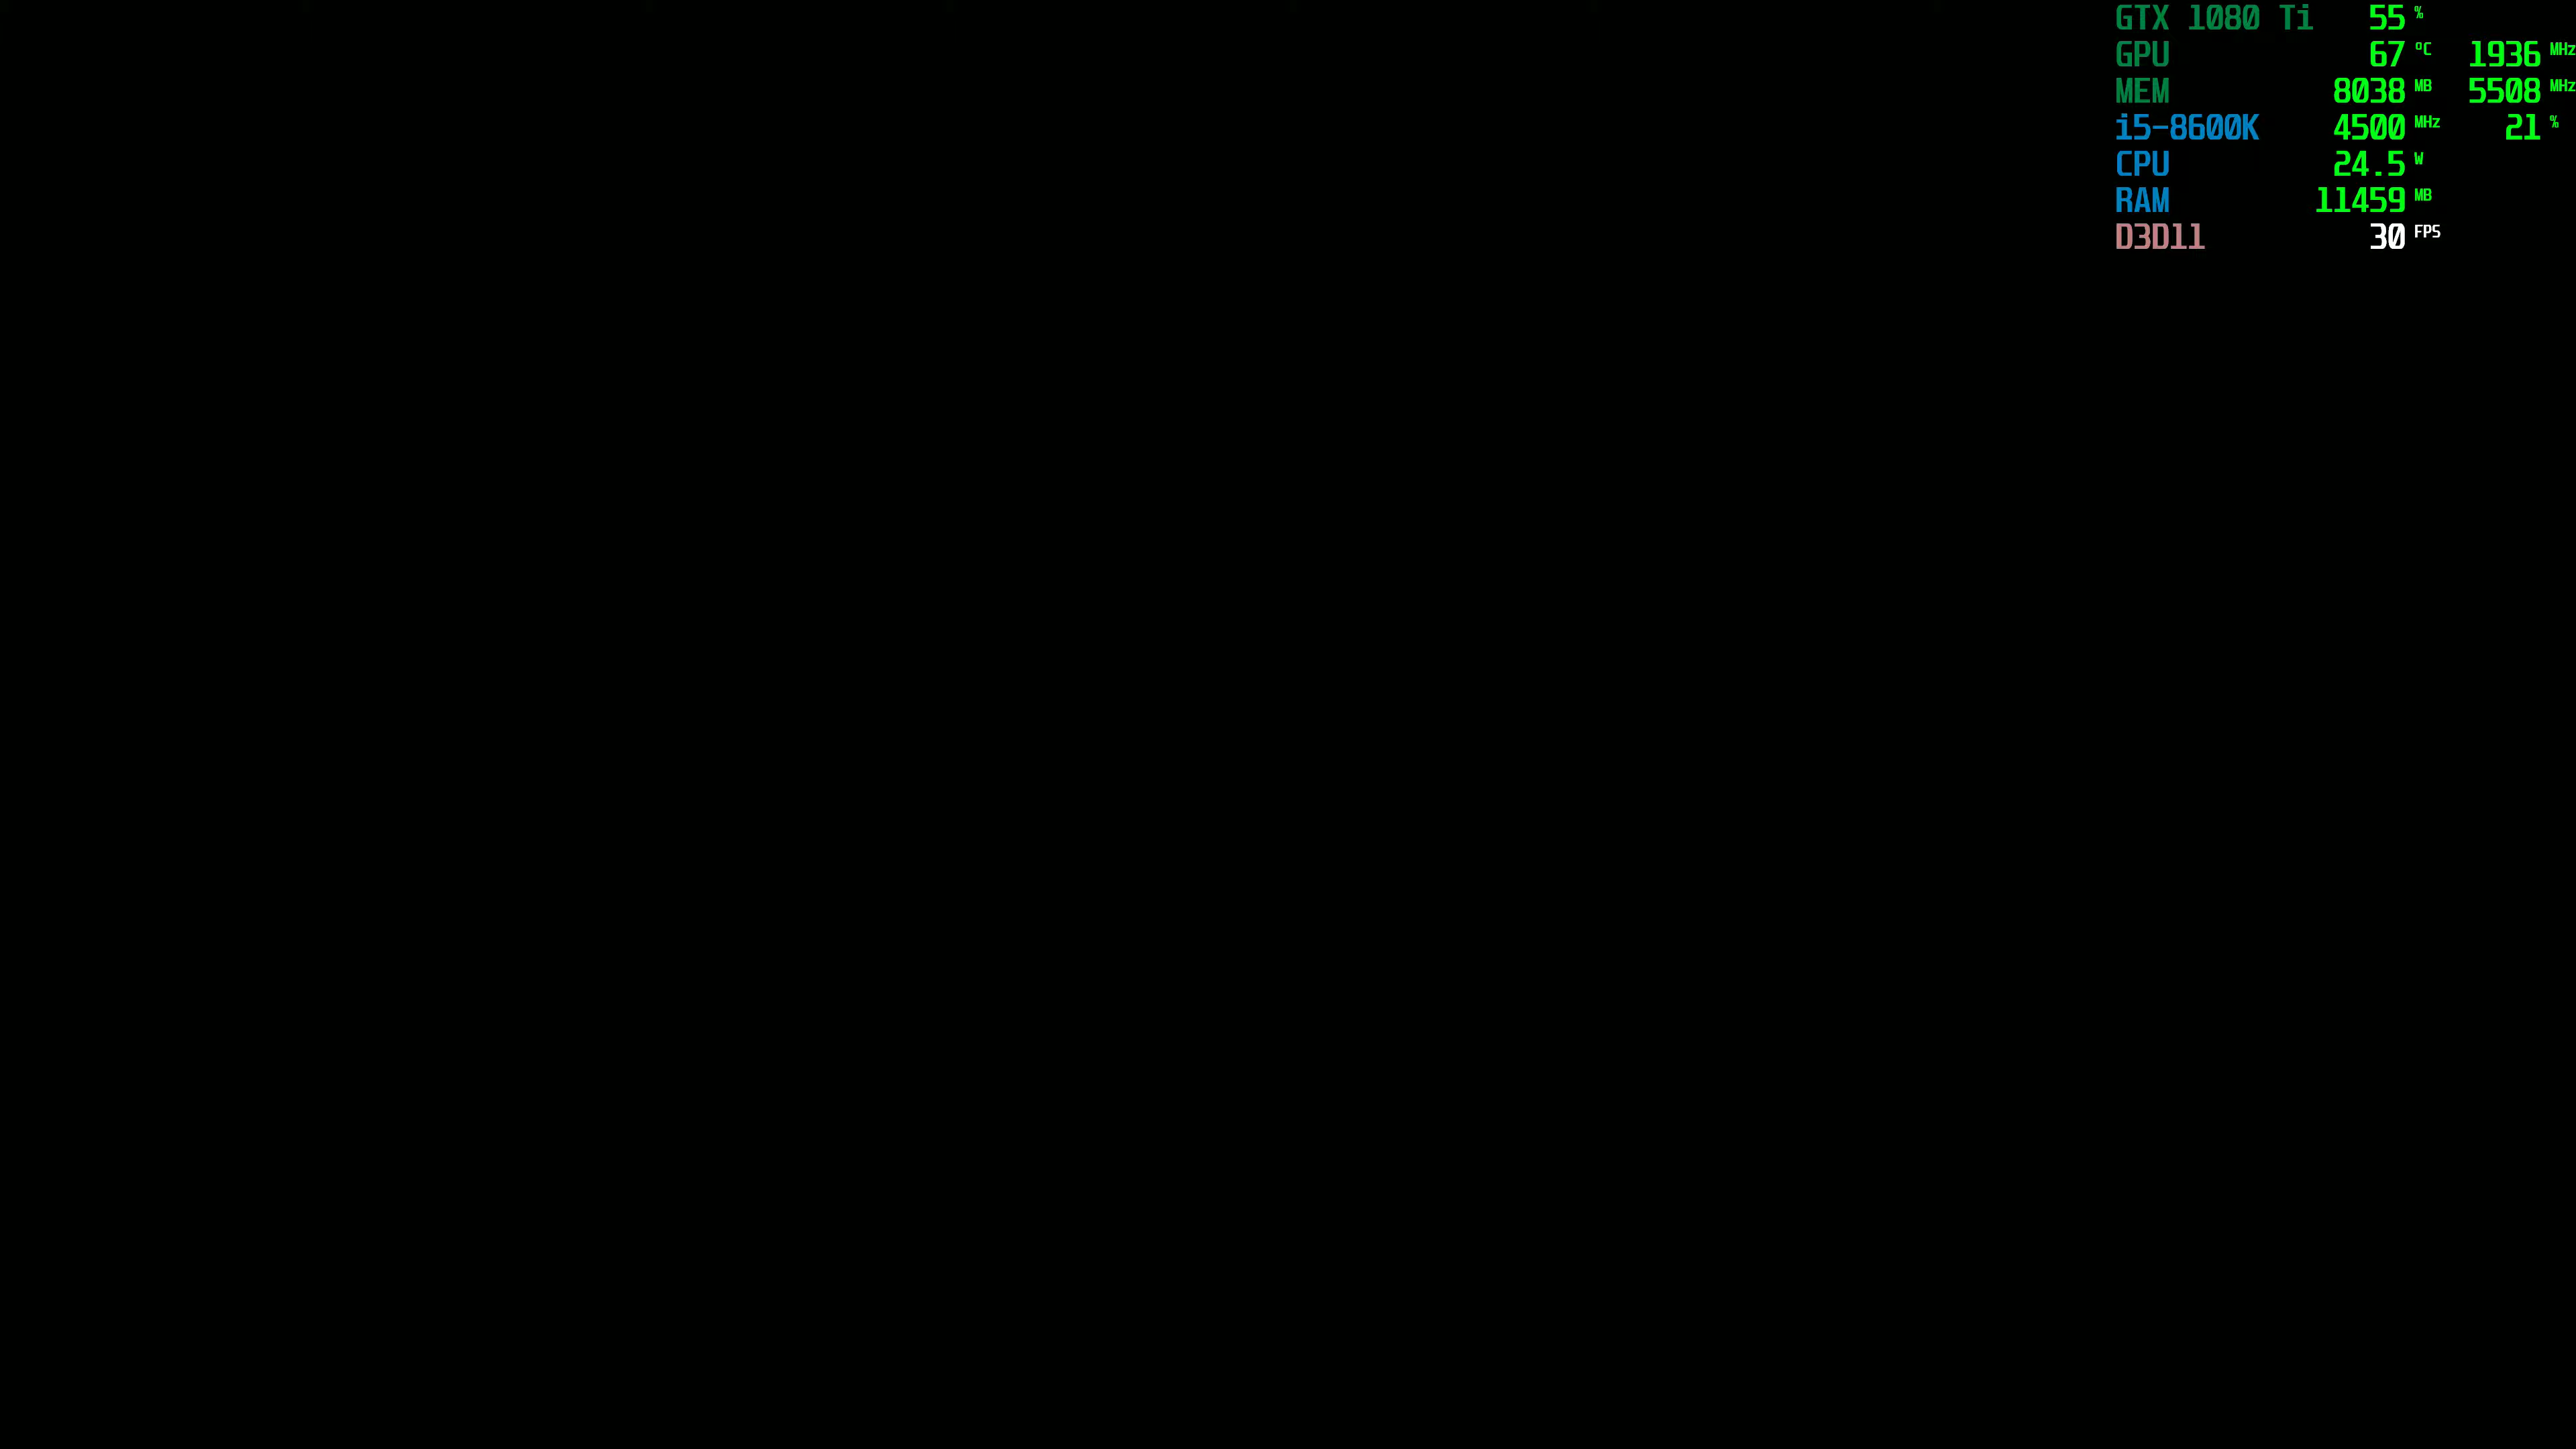 GTX 1080 Ti 55 %
GPU 67 °C 1936 MHz
MEM 8038 MB 5508 MHz
i5-8600K 4500 MHz 21 %
CPU 24.5 W
RAM 11459 MB
D3D11 30 FPS